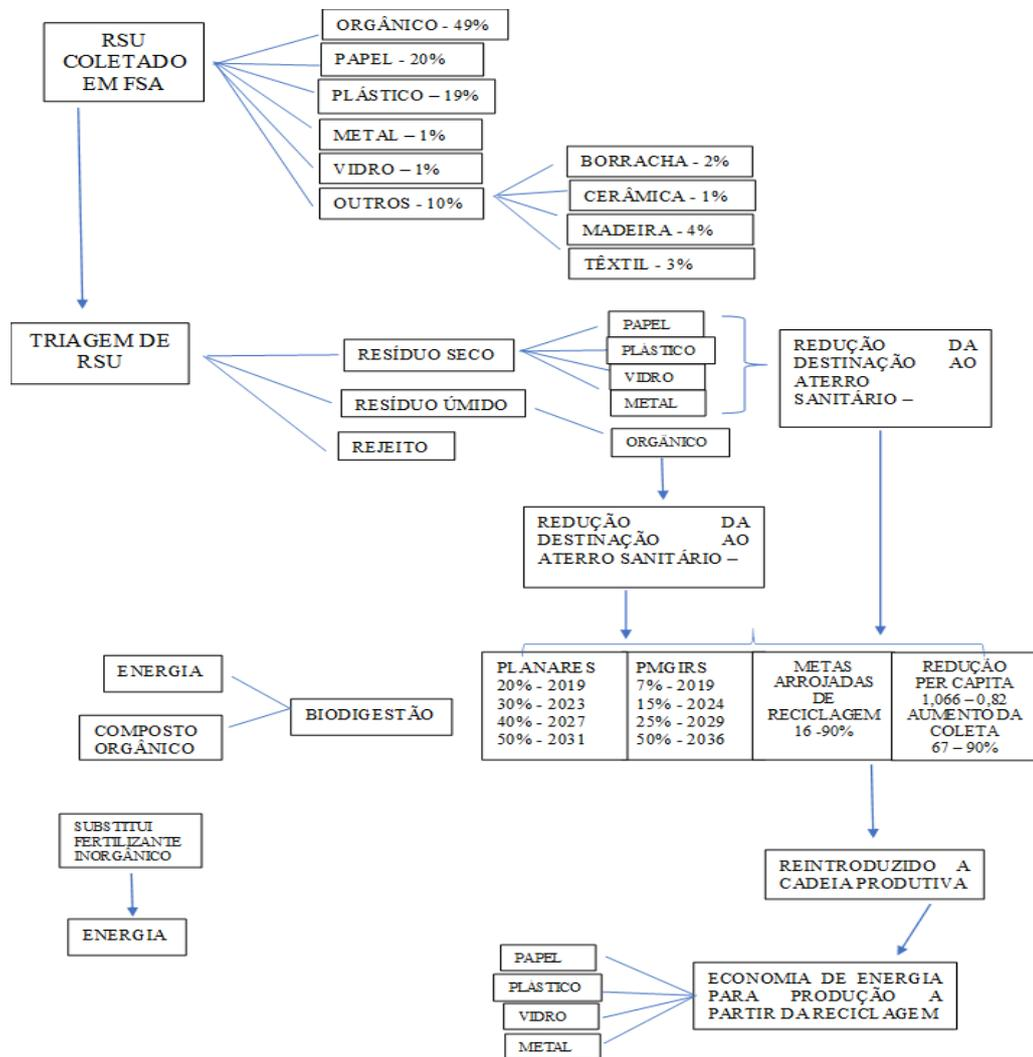 RSU
COLETADO
EM FSA
ORGÂNICO - 49%
PAPEL - 20%
PLÁSTICO – 19%
METAL – 1%
VIDRO – 1%
OUTROS - 10%
BORRACHA - 2%
CERÂMICA - 1%
MADEIRA - 4%
TÊXTIL - 3%
TRIAGEM DE
RSU
RESÍDUO SECO
RESÍDUO ÚMIDO
REJEITO
PAPEL
PLÁSTICO
VIDRO
METAL
ORGÂNICO
REDUÇÃO DA
DESTINAÇÃO AO
ATERRO
SANITÁRIO –
REDUÇÃO DA
DESTINAÇÃO AO
ATERRO SANITÁRIO –
PLANARES
20% - 2019
30% - 2023
40% - 2027
50% - 2031
PMGIRS
7% - 2019
15% - 2024
25% - 2029
50% - 2036
METAS
ARROJADAS
DE
RECICLAGEM
16 -90%
REDUÇÃO
PER CAPITA
1,066 – 0,82
AUMENTO DA
COLETA
67 – 90%
ENERGIA
COMPOSTO
ORGÂNICO
BIODIGESTÃO
SUBSTITUI
FERTILIZANTE
INORGÂNICO
ENERGIA
REINTRODUZIDO A
CADEIA PRODUTIVA
PAPEL
PLÁSTICO
VIDRO
METAL
ECONOMIA DE ENERGIA
PARA PRODUÇÃO A
PARTIR DA RECICLAGEM